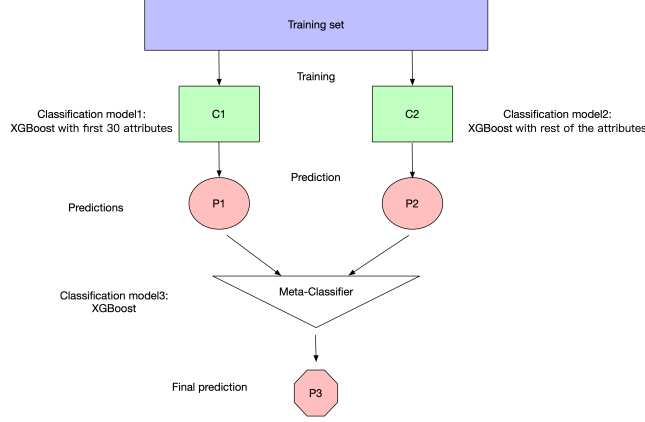 Training set
Training
Classification model1:
XGBoost with first 30 attributes
C1
C2
Classification model2:
XGBoost with rest of the attributes
Prediction
Predictions
P1
P2
Classification model3:
XGBoost
Meta-Classifier
Final prediction
P3